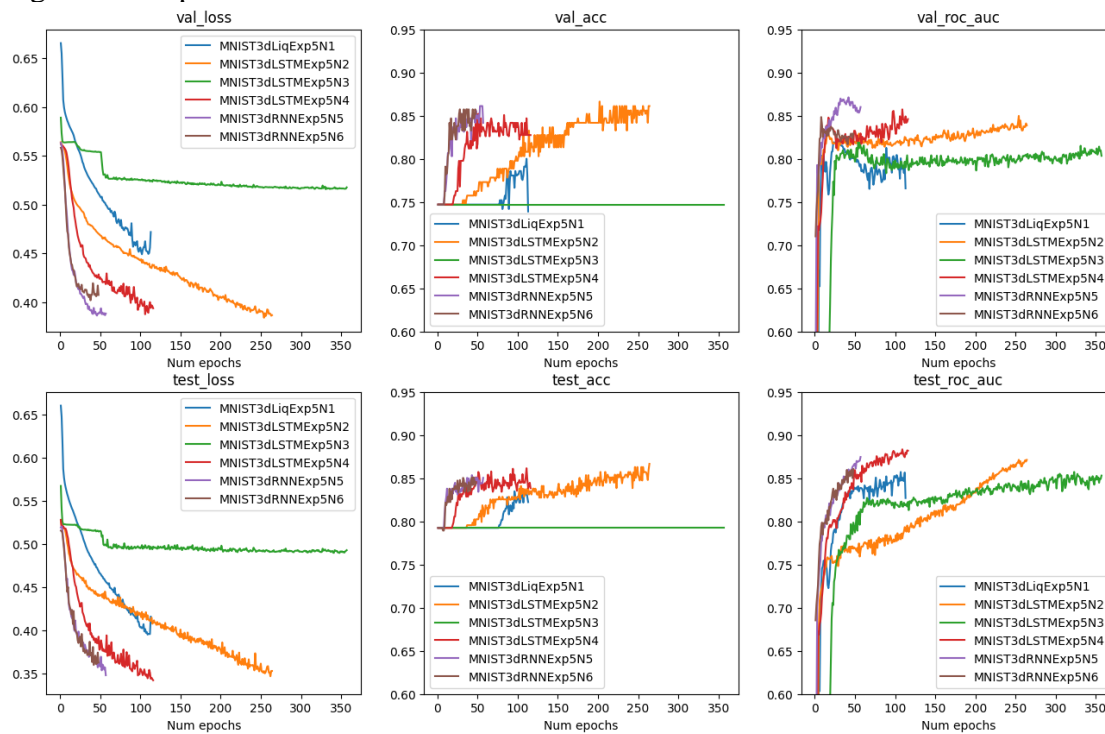 val_loss
0.65
0.60
0.55
0.50
0.45
0.40
MNIST3dLiqExp5N1
MNIST3dLSTMExp5N2
MNIST3dLSTMExp5N3
MNIST3dLSTMExp5N4
MNIST3dRNNExp5N5
MNIST3dRNNExp5N6
0 50 100 150 200 250 300 350
Num epochs
val_acc
0.95
0.90
0.85
0.80
0.75
0.70
0.65
0.60
MNIST3dLiqExp5N1
MNIST3dLSTMExp5N2
MNIST3dLSTMExp5N3
MNIST3dLSTMExp5N4
MNIST3dRNNExp5N5
MNIST3dRNNExp5N6
0 50 100 150 200 250 300 350
Num epochs
val_roc_auc
0.95
0.90
0.85
0.80
0.75
0.70
0.65
0.60
MNIST3dLiqExp5N1
MNIST3dLSTMExp5N2
MNIST3dLSTMExp5N3
MNIST3dLSTMExp5N4
MNIST3dRNNExp5N5
MNIST3dRNNExp5N6
0 50 100 150 200 250 300 350
Num epochs
test_loss
0.65
0.60
0.55
0.50
0.45
0.40
0.35
MNIST3dLiqExp5N1
MNIST3dLSTMExp5N2
MNIST3dLSTMExp5N3
MNIST3dLSTMExp5N4
MNIST3dRNNExp5N5
MNIST3dRNNExp5N6
0 50 100 150 200 250 300 350
Num epochs
test_acc
0.95
0.90
0.85
0.80
0.75
0.70
0.65
0.60
MNIST3dLiqExp5N1
MNIST3dLSTMExp5N2
MNIST3dLSTMExp5N3
MNIST3dLSTMExp5N4
MNIST3dRNNExp5N5
MNIST3dRNNExp5N6
0 50 100 150 200 250 300 350
Num epochs
test_roc_auc
0.95
0.90
0.85
0.80
0.75
0.70
0.65
0.60
MNIST3dLiqExp5N1
MNIST3dLSTMExp5N2
MNIST3dLSTMExp5N3
MNIST3dLSTMExp5N4
MNIST3dRNNExp5N5
MNIST3dRNNExp5N6
0 50 100 150 200 250 300 350
Num epochs